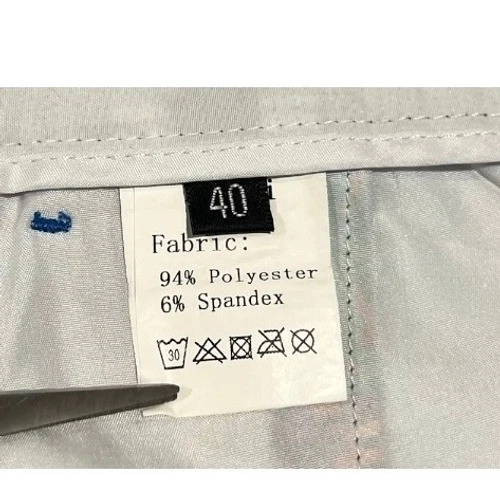 40
Fabric:
94% Polyester
6% Spandex
30